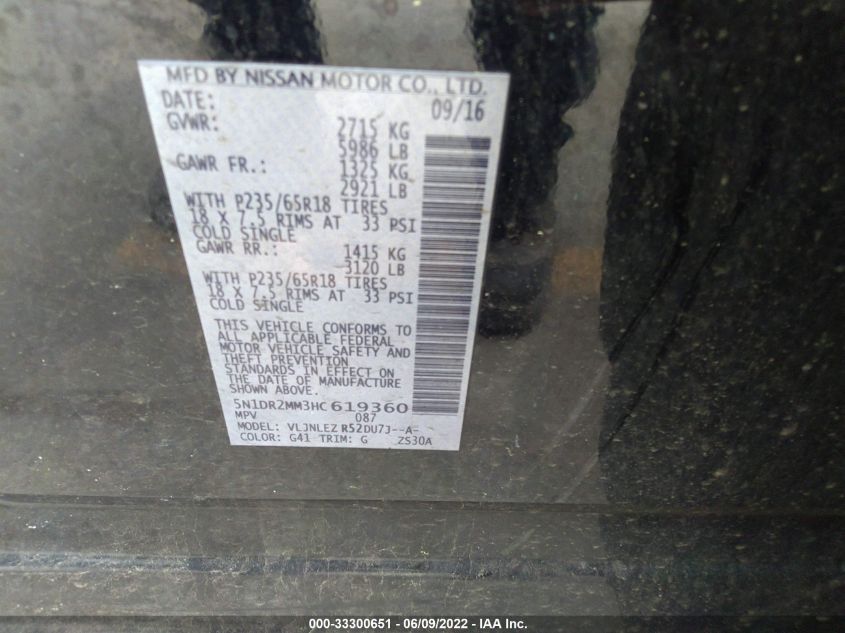 MFD BY NISSAN MOTOR CO., LTD.
DATE: 09/16
GVWR: 2715 KG
5986 LB
GAWR FR.: 1325 KG
2921 LB
WITH P235/65R18 TIRES
18 X 7.5 RIMS AT 33 PSI
COLD SINGLE
GAWR RR.: 1415 KG
3120 LB
WITH P235/65R18 TIRES
18 X 7.5 RIMS AT 33 PSI
COLD SINGLE
THIS VEHICLE CONFORMS TO
ALL APPLICABLE FEDERAL
MOTOR VEHICLE SAFETY AND
THEFT PREVENTION
STANDARDS IN EFFECT ON
THE DATE OF MANUFACTURE
SHOWN ABOVE.
5N1DR2MM3HC619360
MPV 087
MODEL: VLJNLEZ R52DU7J--A-
COLOR: G41 TRIM: G ZS30A
000-33300651 - 06/09/2022 - IAA Inc.